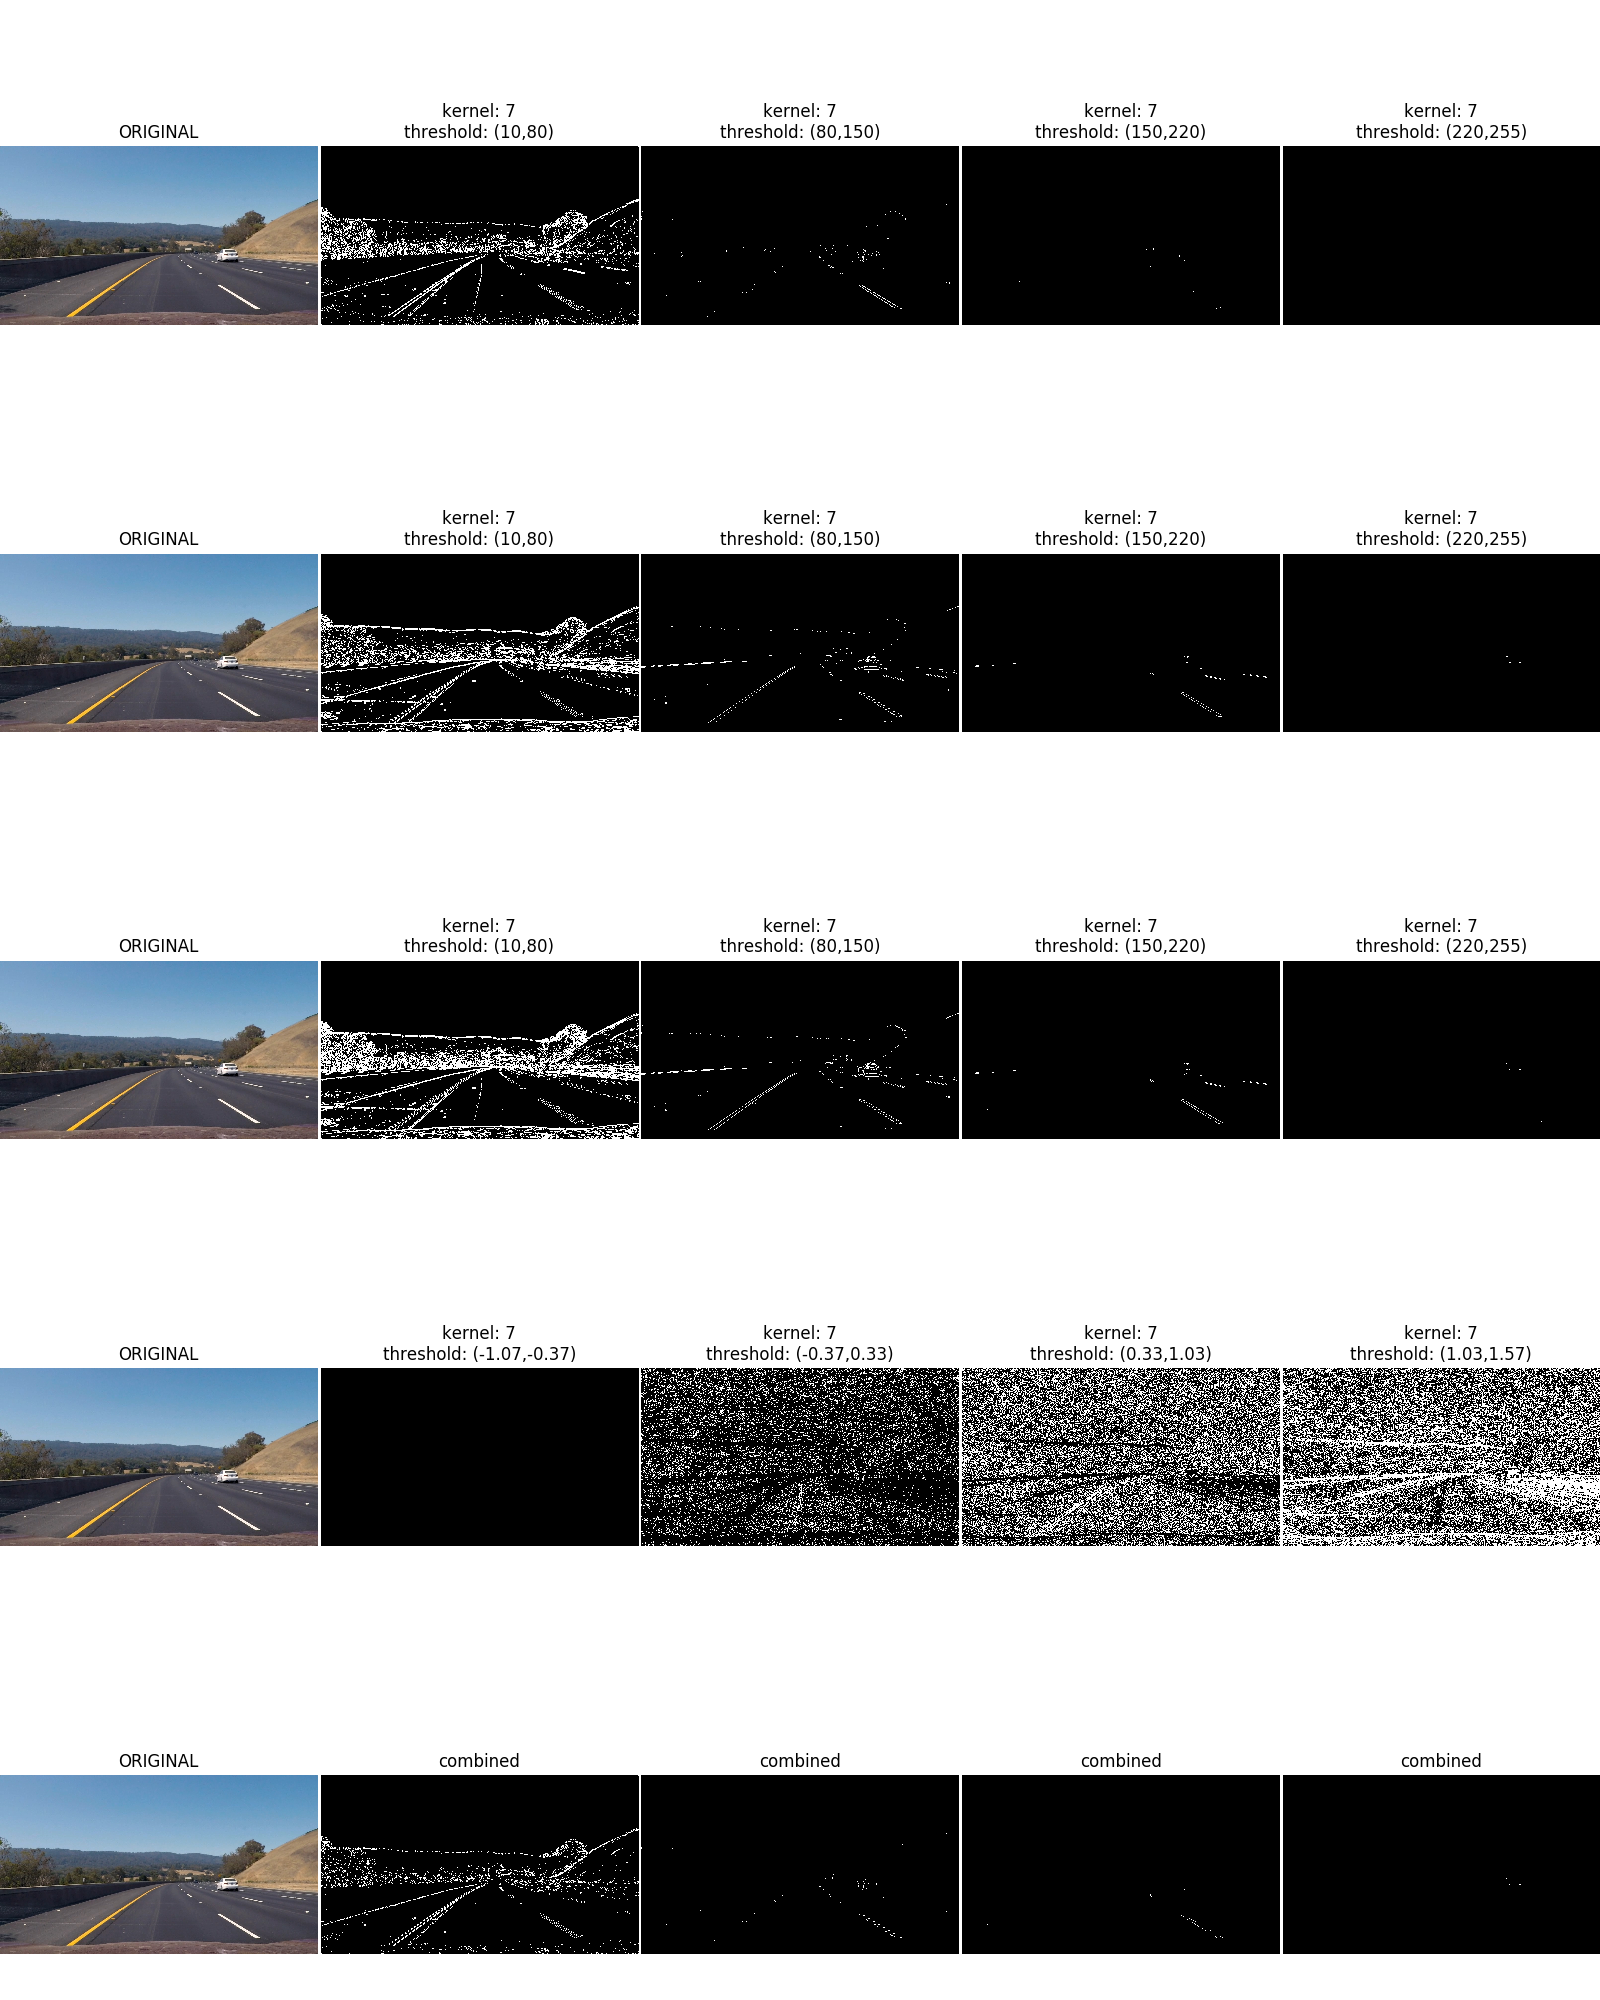 ORIGINAL
kernel: 7
threshold: (10,80)
kernel: 7
threshold: (80,150)
kernel: 7
threshold: (150,220)
kernel: 7
threshold: (220,255)
ORIGINAL
kernel: 7
threshold: (10,80)
kernel: 7
threshold: (80,150)
kernel: 7
threshold: (150,220)
kernel: 7
threshold: (220,255)
ORIGINAL
kernel: 7
threshold: (10,80)
kernel: 7
threshold: (80,150)
kernel: 7
threshold: (150,220)
kernel: 7
threshold: (220,255)
ORIGINAL
kernel: 7
threshold: (-1.07,-0.37)
kernel: 7
threshold: (-0.37,0.33)
kernel: 7
threshold: (0.33,1.03)
kernel: 7
threshold: (1.03,1.57)
ORIGINAL
combined
combined
combined
combined